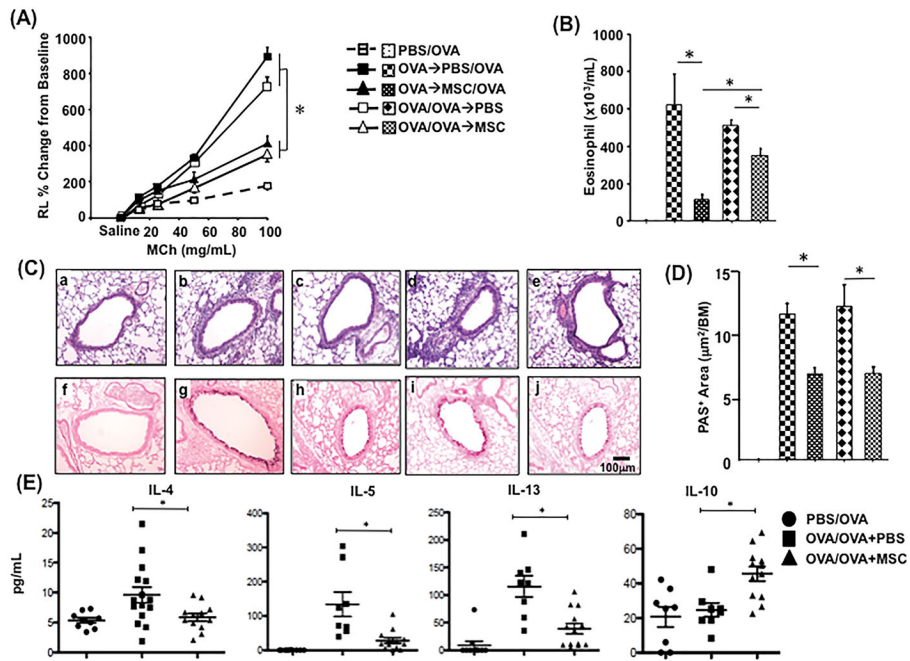 (A)
RL % Change from Baseline
1000
800
600
400
200
0
Saline 20 40 60 80 100
MCh (mg/mL)
PBS/OVA
OVA→PBS/OVA
OVA→MSC/OVA
OVA/OVA→PBS
OVA/OVA→MSC
*
(B)
Eosinophil (x10³/mL)
1000
600
400
200
0
* * *
(C)
a b c d e
f g h i j
100µm
(D)
PAS⁺ Area (µm²/BM)
15
12
9
5
0
* *
(E)
pg/mL
IL-4
25
20
15
10
5
0
*
IL-5
400
300
200
100
0
*
IL-13
250
200
150
100
50
0
*
IL-10
80
60
40
20
0
*
PBS/OVA
OVA/OVA+PBS
OVA/OVA+MSC